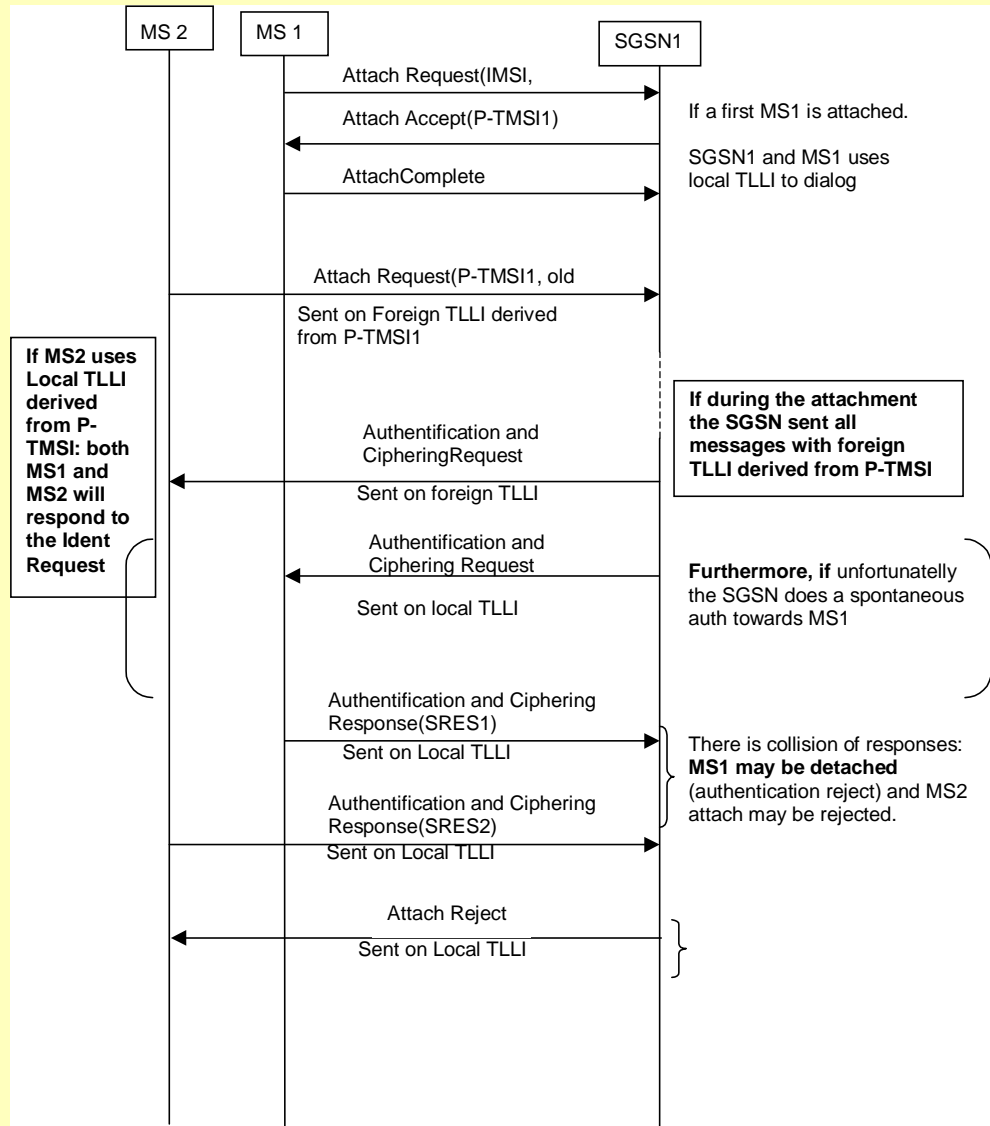 MS 2
MS 1
SGSN1
Attach Request(IMSI,
Attach Accept(P-TMSI1)
AttachComplete
If a first MS1 is attached.
SGSN1 and MS1 uses
local TLLI to dialog
Attach Request(P-TMSI1, old
Sent on Foreign TLLI derived
from P-TMSI1
If MS2 uses
Local TLLI
derived
from P-
TMSI: both
MS1 and
MS2 will
respond to
the Ident
Request
If during the attachment
the SGSN sent all
messages with foreign
TLLI derived from P-TMSI
Authentification and
CipheringRequest
Sent on foreign TLLI
Authentification and
Ciphering Request
Sent on local TLLI
Furthermore, if unfortunatelly
the SGSN does a spontaneous
auth towards MS1
Authentification and Ciphering
Response(SRES1)
Sent on Local TLLI
There is collision of responses:
MS1 may be detached
(authentication reject) and MS2
attach may be rejected.
Authentification and Ciphering
Response(SRES2)
Sent on Local TLLI
Attach Reject
Sent on Local TLLI